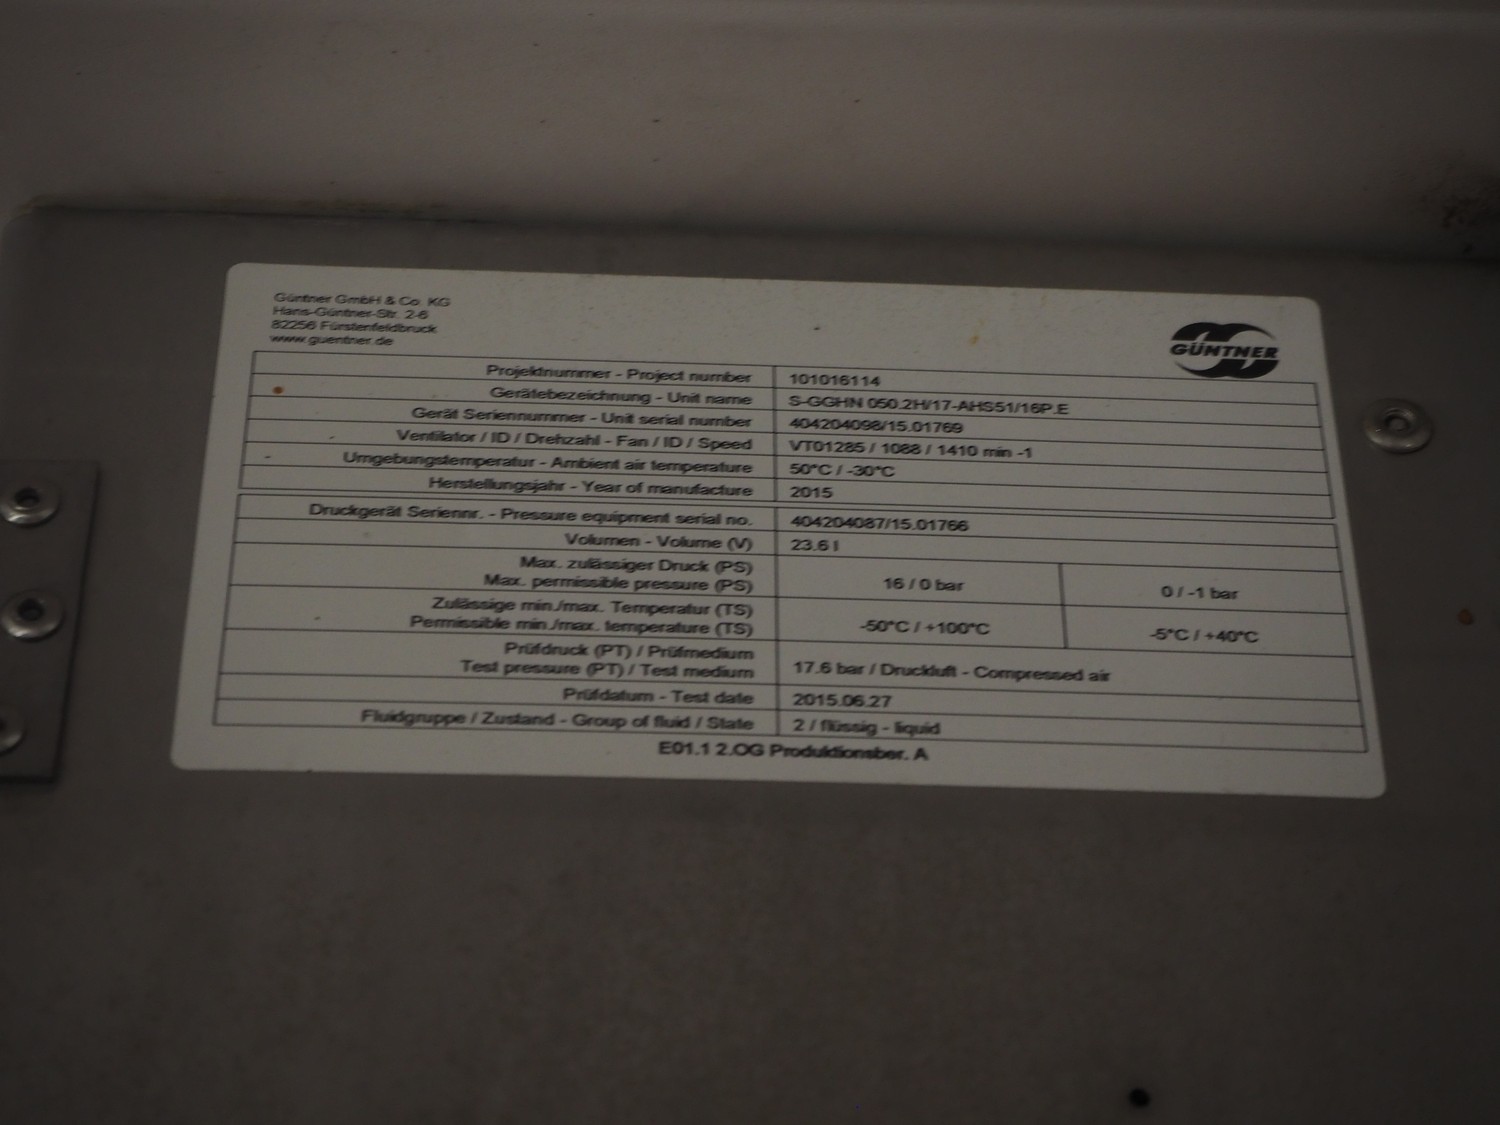 Güntner GmbH & Co. KG
Hans-Güntner-Str. 2-6
82256 Fürstenfeldbruck
www.guentner.de
GÜNTNER
Projektnummer - Project number 101016114
Gerätebezeichnung - Unit name S-GGHN 050.2H/17-AHS51/16P.E
Gerät Seriennummer - Unit serial number 404204098/15.01769
Ventilator / ID / Drehzahl - Fan / ID / Speed VT01285 / 1088 / 1410 min -1
Umgebungstemperatur - Ambient air temperature 50°C / -30°C
Herstellungsjahr - Year of manufacture 2015
Druckgerät Seriennr. - Pressure equipment serial no. 404204087/15.01766
Volumen - Volume (V) 23.6 l
Max. zulässiger Druck (PS)
Max. permissible pressure (PS) 16 / 0 bar 0 / -1 bar
Zulässige min./max. Temperatur (TS)
Permissible min./max. temperature (TS) -50°C / +100°C -5°C / +40°C
Prüfdruck (PT) / Prüfmedium
Test pressure (PT) / Test medium 17.6 bar / Druckluft - Compressed air
Prüfdatum - Test date 2015.06.27
Fluidgruppe / Zustand - Group of fluid / State 2 / flüssig - liquid
E01.1 2.OG Produktionsber. A